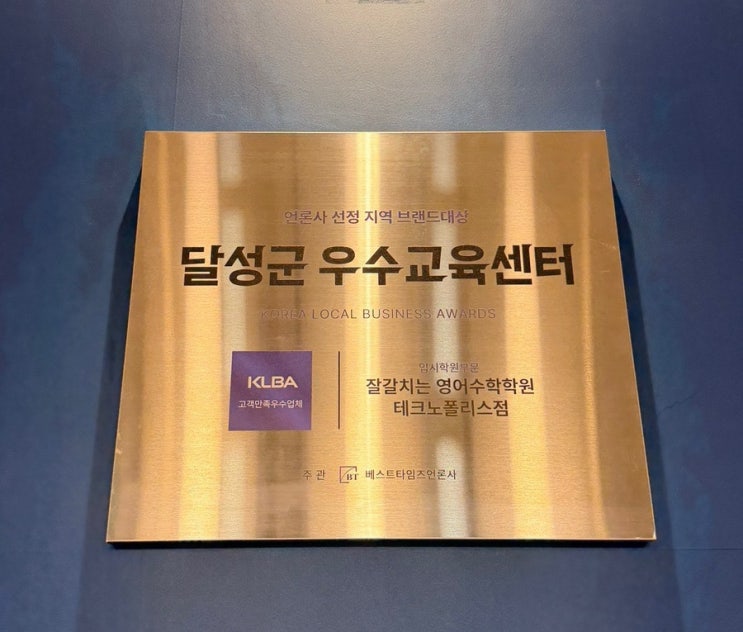 언론사 선정 지역 브랜드대상
달성군 우수교육센터
KOREA LOCAL BUSINESS AWARDS
KLBA
고객만족우수업체
입시학원부문
잘갈치는 영어수학학원
테크노폴리스점
주관 BT 베스트타임즈언론사